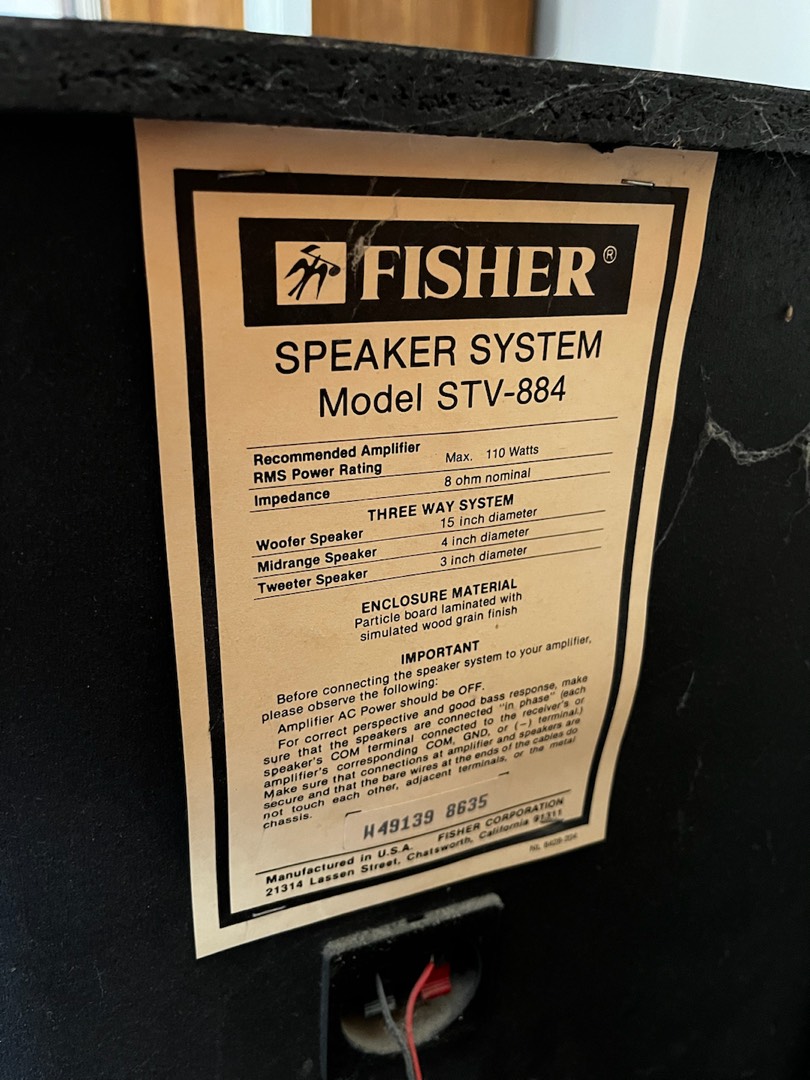 FISHER®
SPEAKER SYSTEM
Model STV-884
Recommended Amplifier
RMS Power Rating Max. 110 Watts
Impedance 8 ohm nominal
THREE WAY SYSTEM
Woofer Speaker 15 inch diameter
Midrange Speaker 4 inch diameter
Tweeter Speaker 3 inch diameter
ENCLOSURE MATERIAL
Particle board laminated with
simulated wood grain finish
IMPORTANT
Before connecting the speaker system to your amplifier,
please observe the following:
Amplifier AC Power should be OFF.
For correct perspective and good bass response, make
sure that the speakers are connected "in phase" (each
speaker's COM terminal connected to the receiver's or
amplifier's corresponding COM, GND, or (−) terminal.)
Make sure that connections at amplifier and speakers are
secure and that the bare wires at the ends of the cables do
not touch each other, adjacent terminals, or the metal
chassis.
W49139 8635
Manufactured in U.S.A. FISHER CORPORATION
21314 Lassen Street, Chatsworth, California 91311